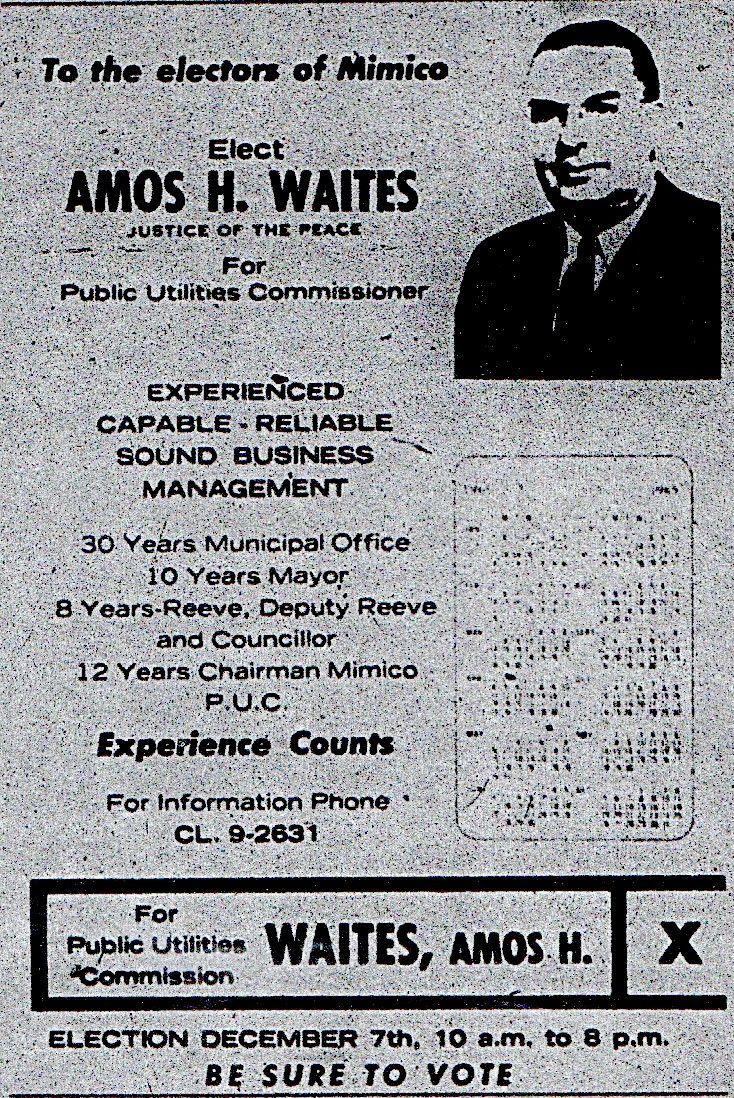 To the electors of Mimico
Elect
AMOS H. WAITES
JUSTICE OF THE PEACE
For
Public Utilities Commissioner
EXPERIENCED
CAPABLE - RELIABLE
SOUND BUSINESS
MANAGEMENT
30 Years Municipal Office
10 Years Mayor
8 Years-Reeve, Deputy Reeve
and Councillor
12 Years Chairman Mimico
P.U.C.
Experience Counts
For Information Phone
CL. 9-2631
1965
For
Public Utilities
Commission
WAITES, AMOS H.
X
ELECTION DECEMBER 7th, 10 a.m. to 8 p.m.
BE SURE TO VOTE